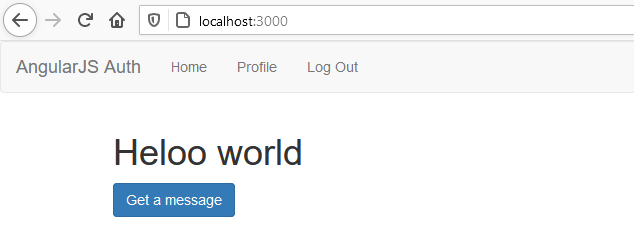 localhost:3000
AngularJS Auth Home Profile Log Out
Heloo world
Get a message